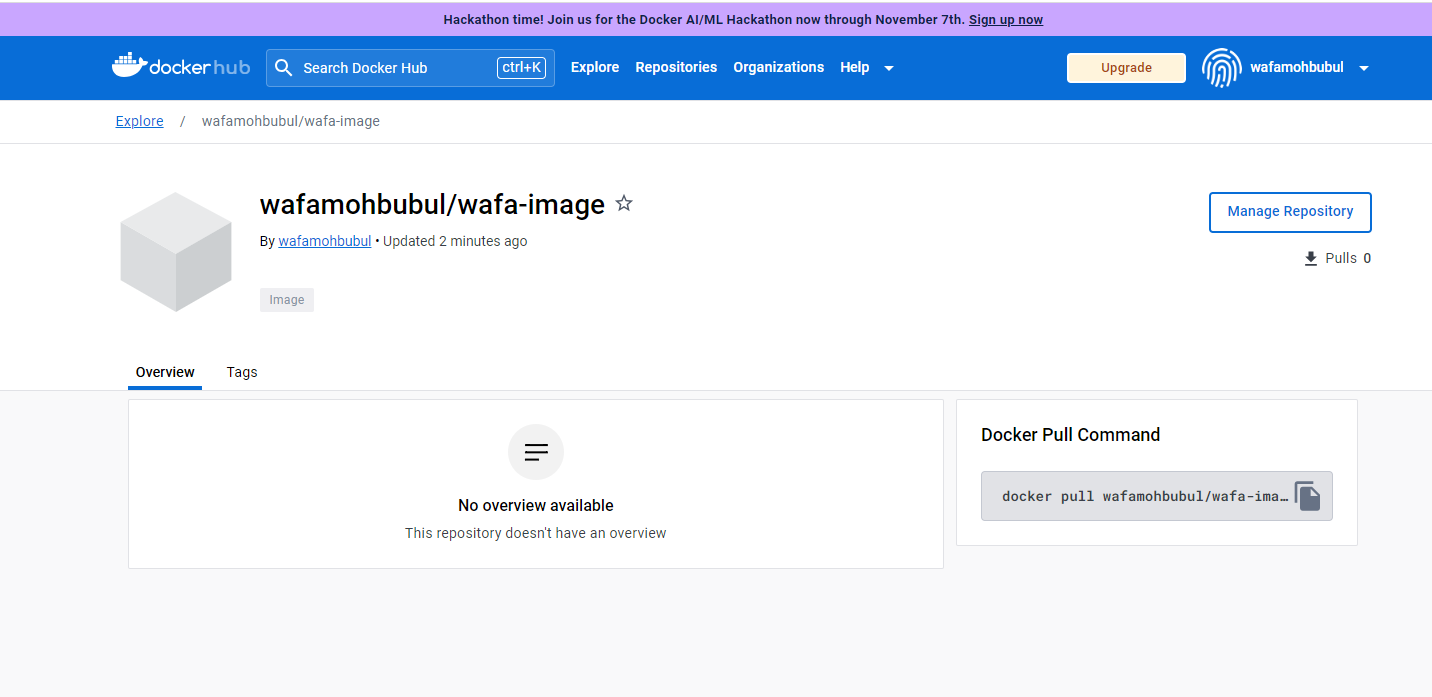 Hackathon time! Join us for the Docker AI/ML Hackathon now through November 7th. Sign up now
dockerhub
Search Docker Hub
ctrl+K
Explore
Repositories
Organizations
Help
Upgrade
wafamohbubul
Explore / wafamohbubul/wafa-image
wafamohbubul/wafa-image
Manage Repository
By wafamohbubul • Updated 2 minutes ago
Pulls 0
Image
Overview
Tags
No overview available
This repository doesn't have an overview
Docker Pull Command
docker pull wafamohbubul/wafa-ima…